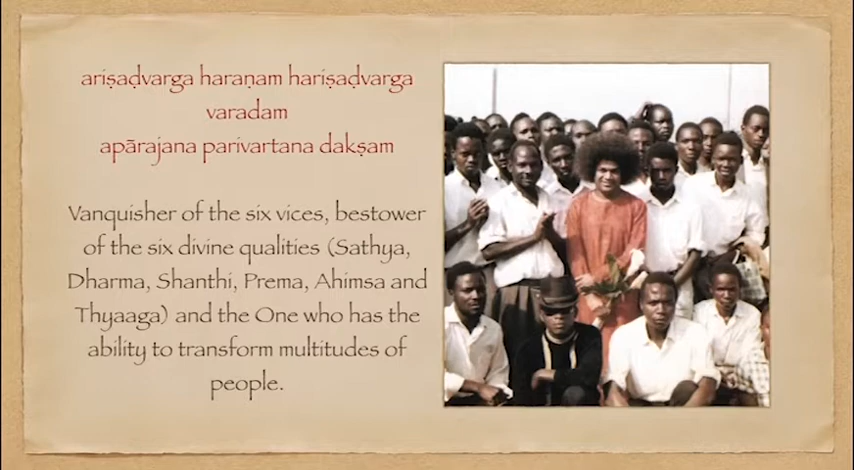 ariṣaḍvarga haraṇam hariṣaḍvarga
varadam
apārajana parivartana dakṣam
Vanquisher of the six vices, bestower
of the six divine qualities (Sathya,
Dharma, Shanthi, Prema, Ahimsa and
Thyaaga) and the One who has the
ability to transform multitudes of
people.